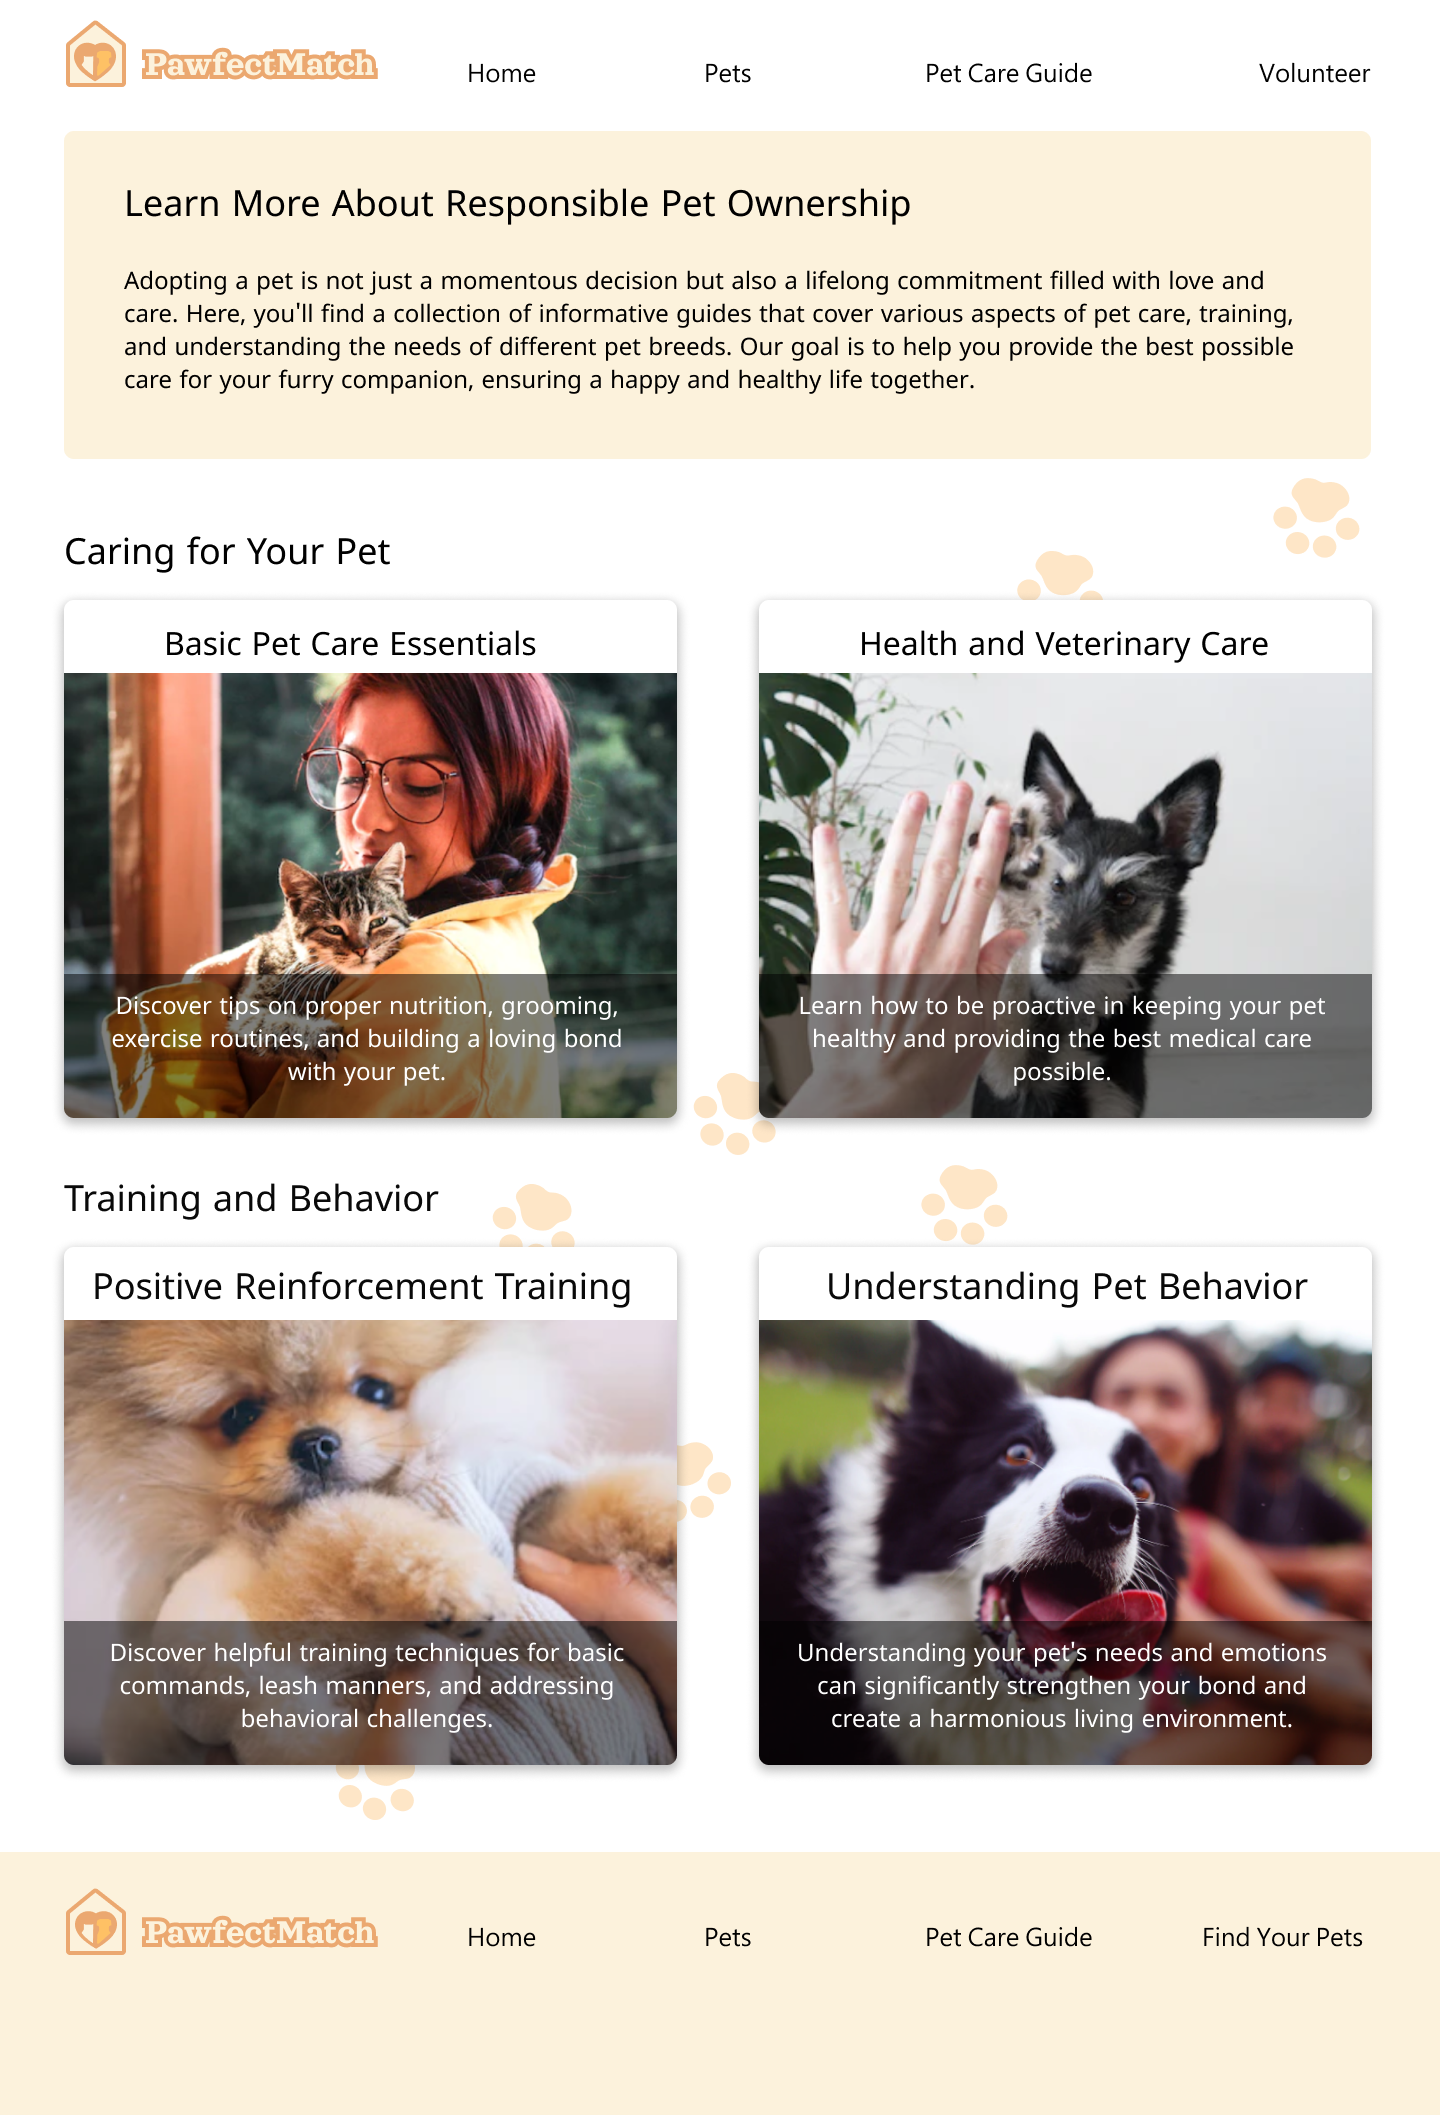 PawfectMatch
Home
Pets
Pet Care Guide
Volunteer
Learn More About Responsible Pet Ownership
Adopting a pet is not just a momentous decision but also a lifelong commitment filled with love and
care. Here, you'll find a collection of informative guides that cover various aspects of pet care, training,
and understanding the needs of different pet breeds. Our goal is to help you provide the best possible
care for your furry companion, ensuring a happy and healthy life together.
Caring for Your Pet
Basic Pet Care Essentials
Discover tips on proper nutrition, grooming,
exercise routines, and building a loving bond
with your pet.
Health and Veterinary Care
Learn how to be proactive in keeping your pet
healthy and providing the best medical care
possible.
Training and Behavior
Positive Reinforcement Training
Discover helpful training techniques for basic
commands, leash manners, and addressing
behavioral challenges.
Understanding Pet Behavior
Understanding your pet's needs and emotions
can significantly strengthen your bond and
create a harmonious living environment.
PawfectMatch
Home
Pets
Pet Care Guide
Find Your Pets